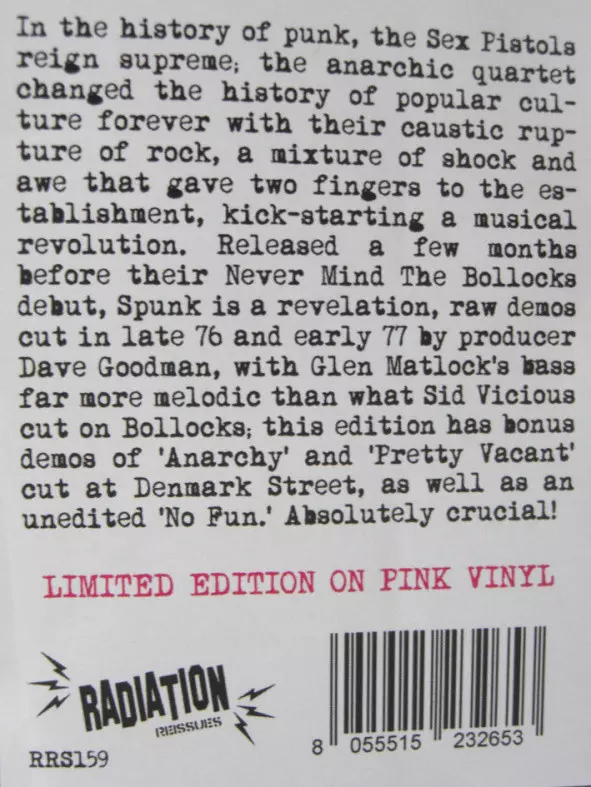 In the history of punk, the Sex Pistols
reign supreme; the anarchic quartet
changed the history of popular cul-
ture forever with their caustic rup-
ture of rock, a mixture of shock and
awe that gave two fingers to the es-
tablishment, kick-starting a musical
revolution. Released a few months
before their Never Mind The Bollocks
debut, Spunk is a revelation, raw demos
cut in late 76 and early 77 by producer
Dave Goodman, with Glen Matlock's bass
far more melodic than what Sid Vicious
cut on Bollocks; this edition has bonus
demos of 'Anarchy' and 'Pretty Vacant'
cut at Denmark Street, as well as an
unedited 'No Fun.' Absolutely crucial!
LIMITED EDITION ON PINK VINYL
RADIATION
REISSUES
RRS159
8 055515 232653